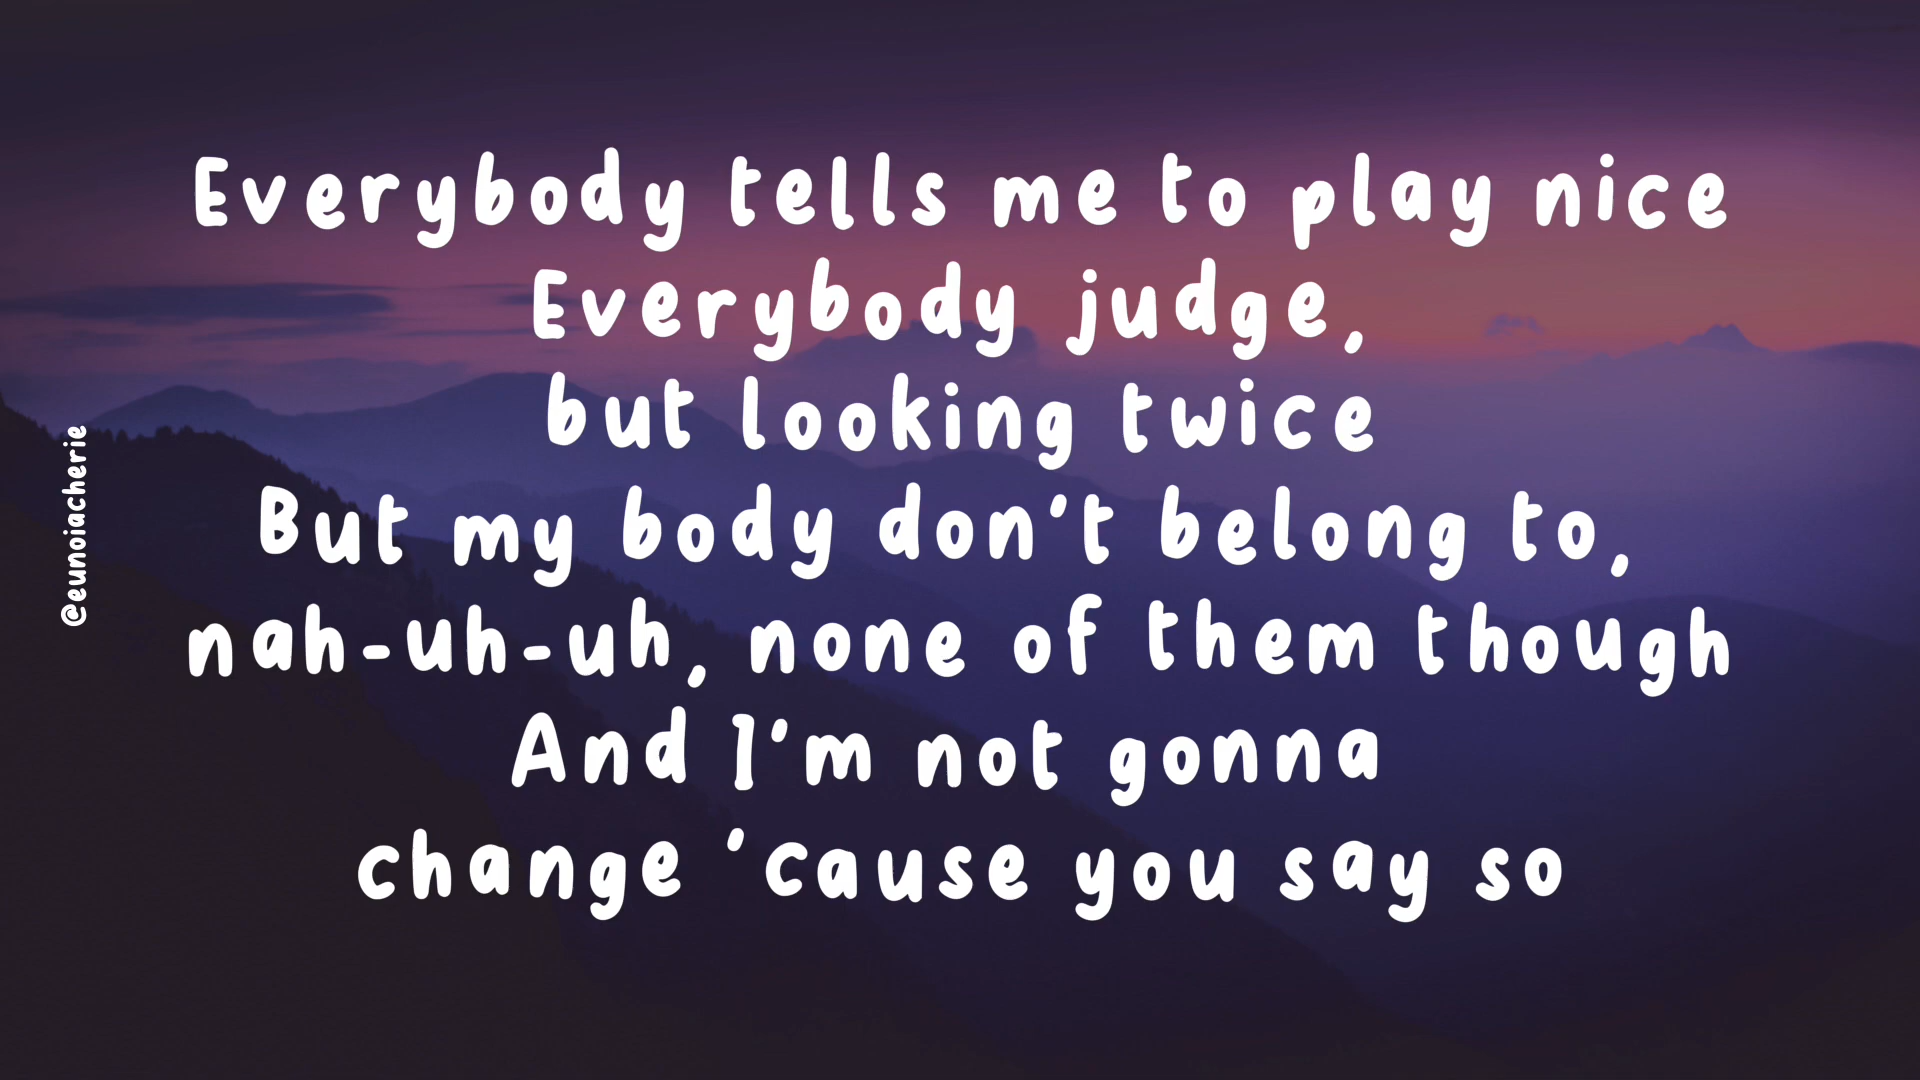 Everybody tells me to play nice
Everybody judge,
but looking twice
But my body don't belong to,
nah-uh-uh, none of them though
And I'm not gonna
change 'cause you say so
@eunoiacherie